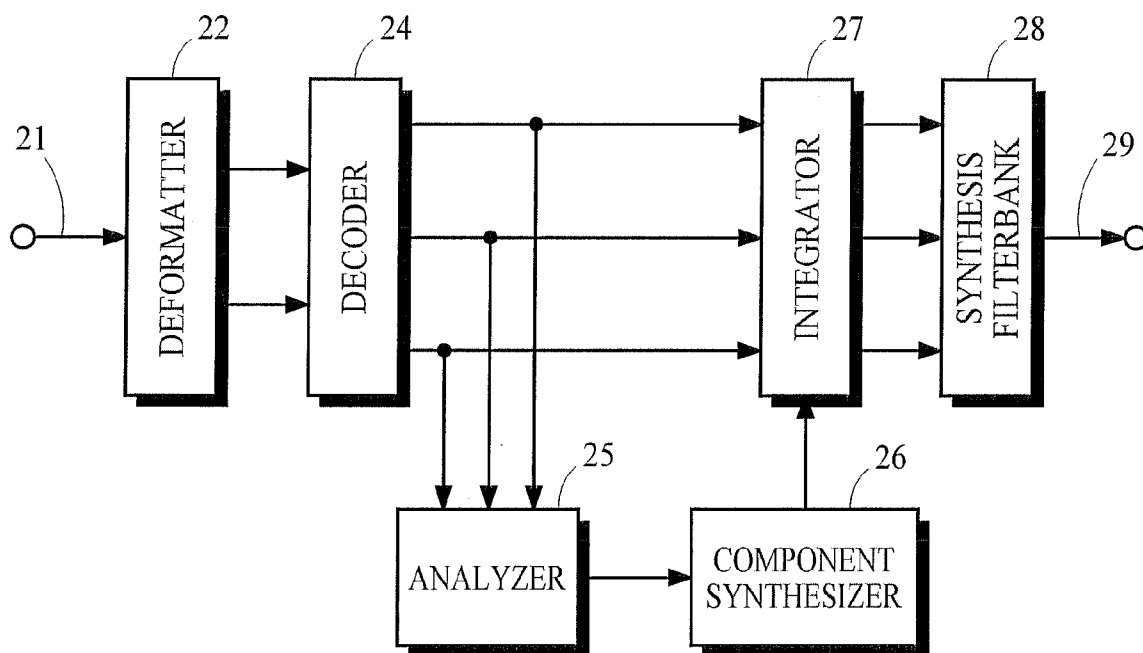 22
24
27
28
21
29
DEFORMATTER
DECODER
INTEGRATOR
SYNTHESIS
FILTERBANK
25
26
ANALYZER
COMPONENT
SYNTHESIZER